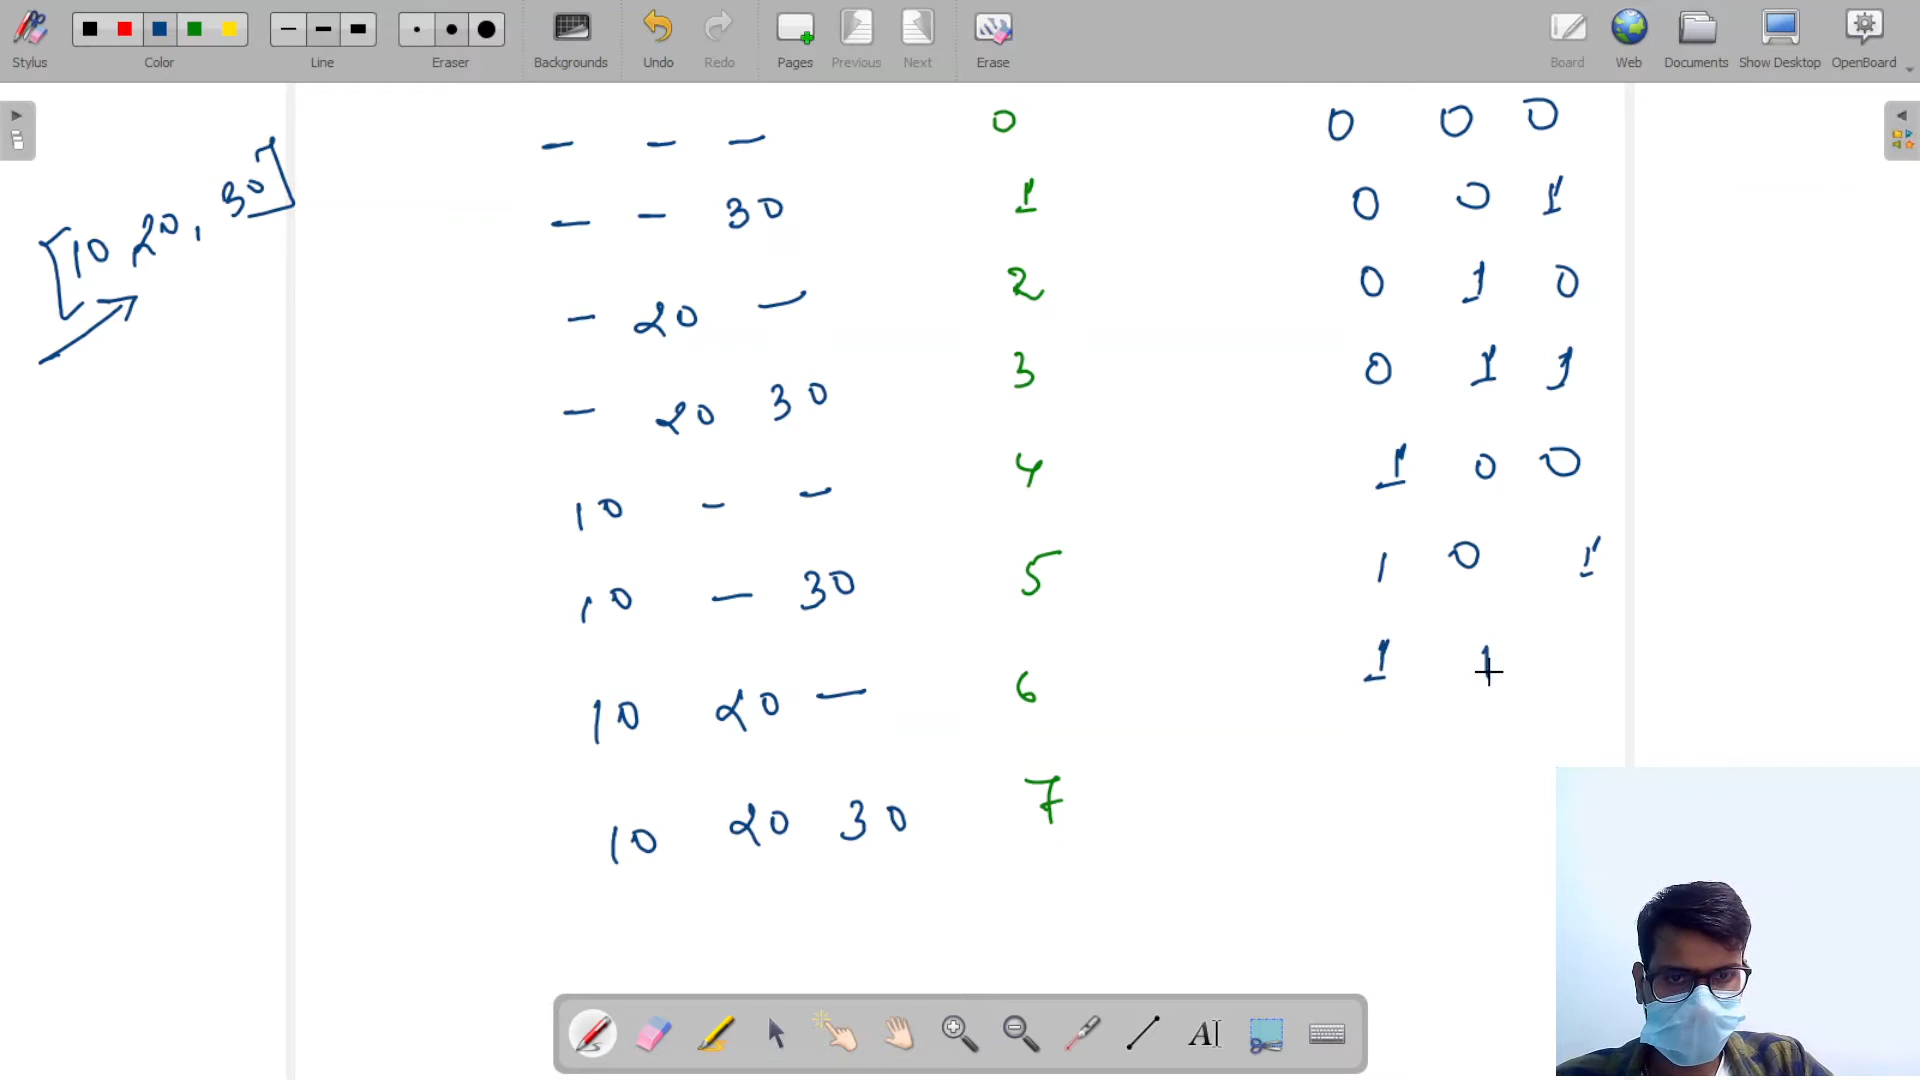 Stylus Color Line Eraser Backgrounds Undo Redo Pages Previous Next Erase Board Web Documents Show Desktop OpenBoard
[10 20, 30]
- - - 0 0 0 0
- - 30 1 0 0 1
- 20 - 2 0 1 0
- 20 30 3 0 1 1
10 - - 4 1 0 0
10 - 30 5 1 0 1
10 20 - 6 1 1
10 20 30 7
AI